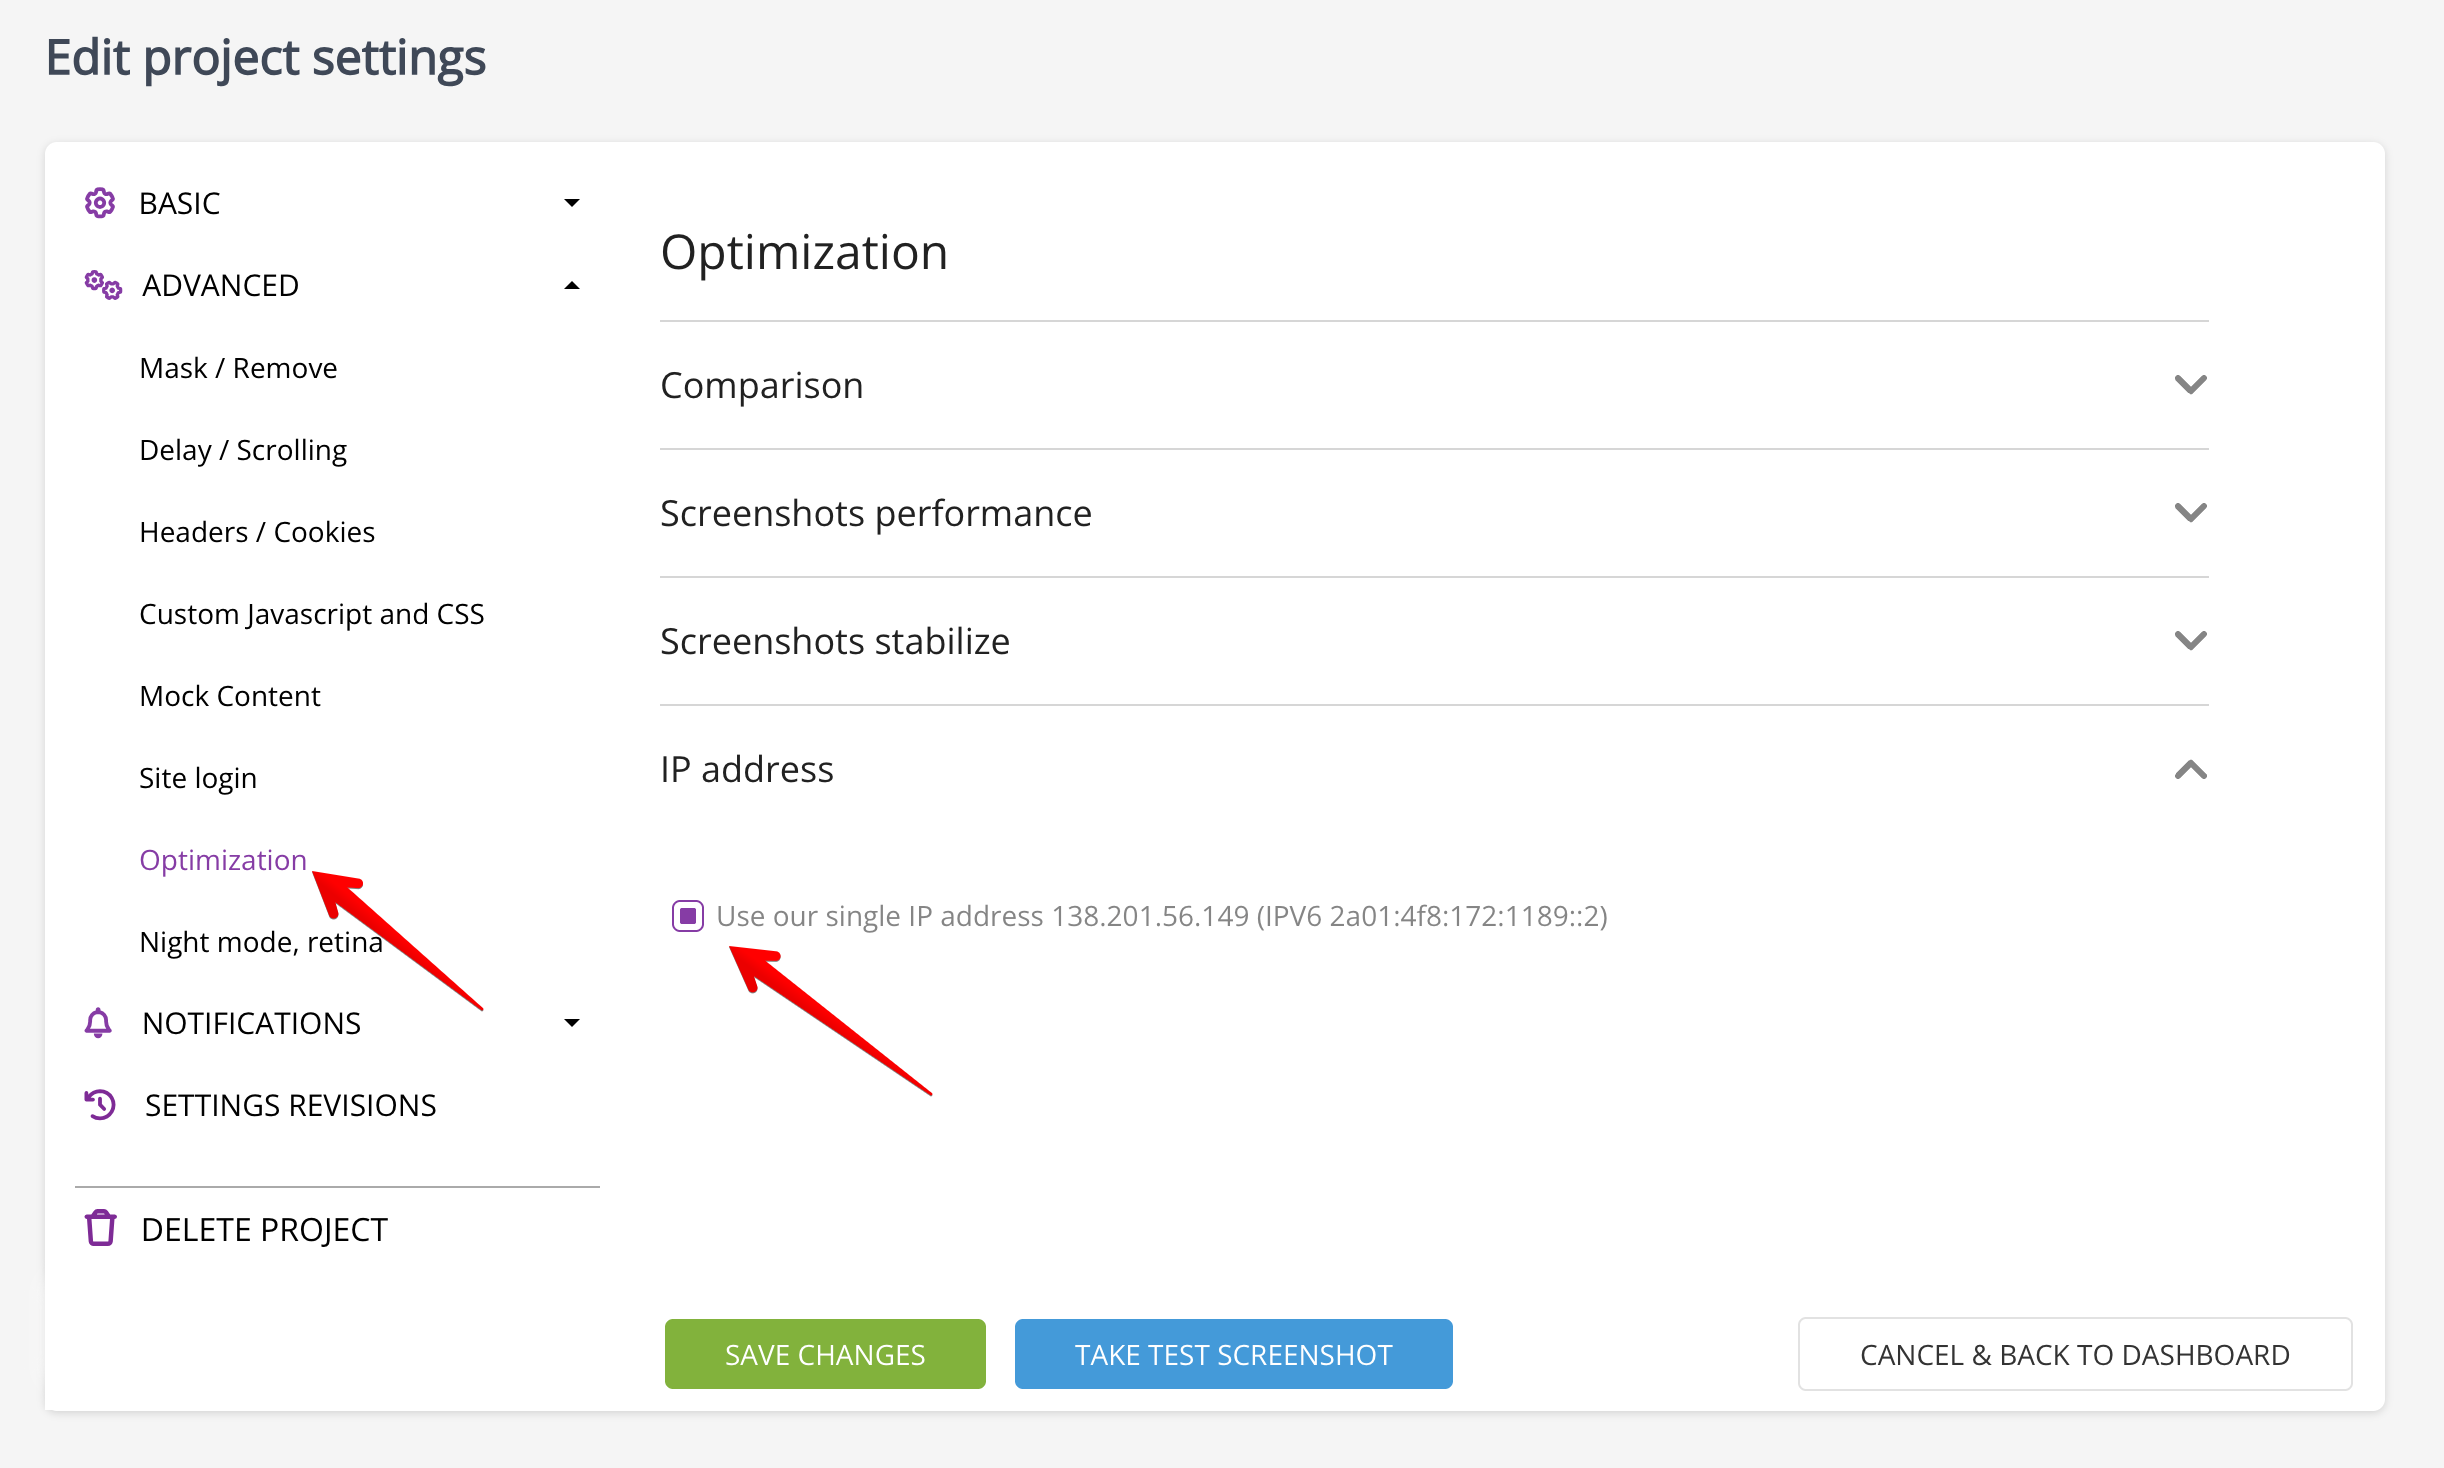 Edit project settings
BASIC
ADVANCED
Mask / Remove
Delay / Scrolling
Headers / Cookies
Custom Javascript and CSS
Mock Content
Site login
Optimization
Night mode, retina
NOTIFICATIONS
SETTINGS REVISIONS
DELETE PROJECT
Optimization
Comparison
Screenshots performance
Screenshots stabilize
IP address
Use our single IP address 138.201.56.149 (IPV6 2a01:4f8:172:1189::2)
SAVE CHANGES
TAKE TEST SCREENSHOT
CANCEL & BACK TO DASHBOARD